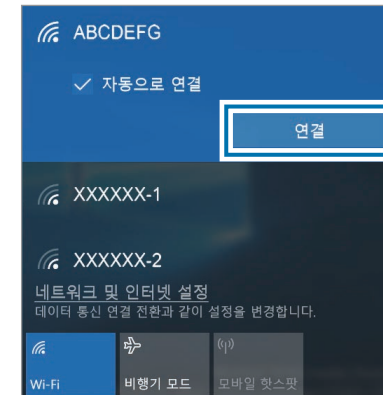 ABCDEFG
자동으로 연결
연결
XXXXXX-1
XXXXXX-2
네트워크 및 인터넷 설정
데이터 통신 연결 전환과 같이 설정을 변경합니다.
Wi-Fi 비행기 모드 모바일 핫스팟